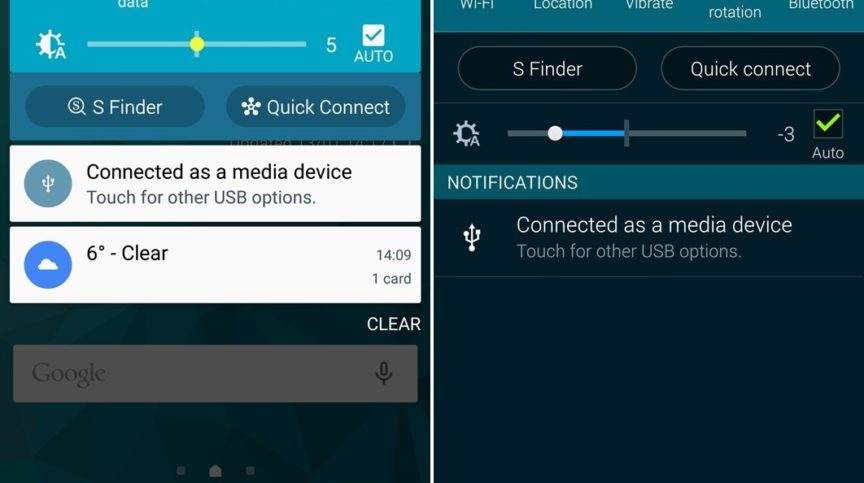 data
5
AUTO
S Finder
Quick Connect
Connected as a media device
Touch for other USB options.
6° - Clear
14:09
1 card
CLEAR
Google
Wi-Fi
Location
Vibrate
rotation
Bluetooth
S Finder
Quick connect
-3
Auto
NOTIFICATIONS
Connected as a media device
Touch for other USB options.